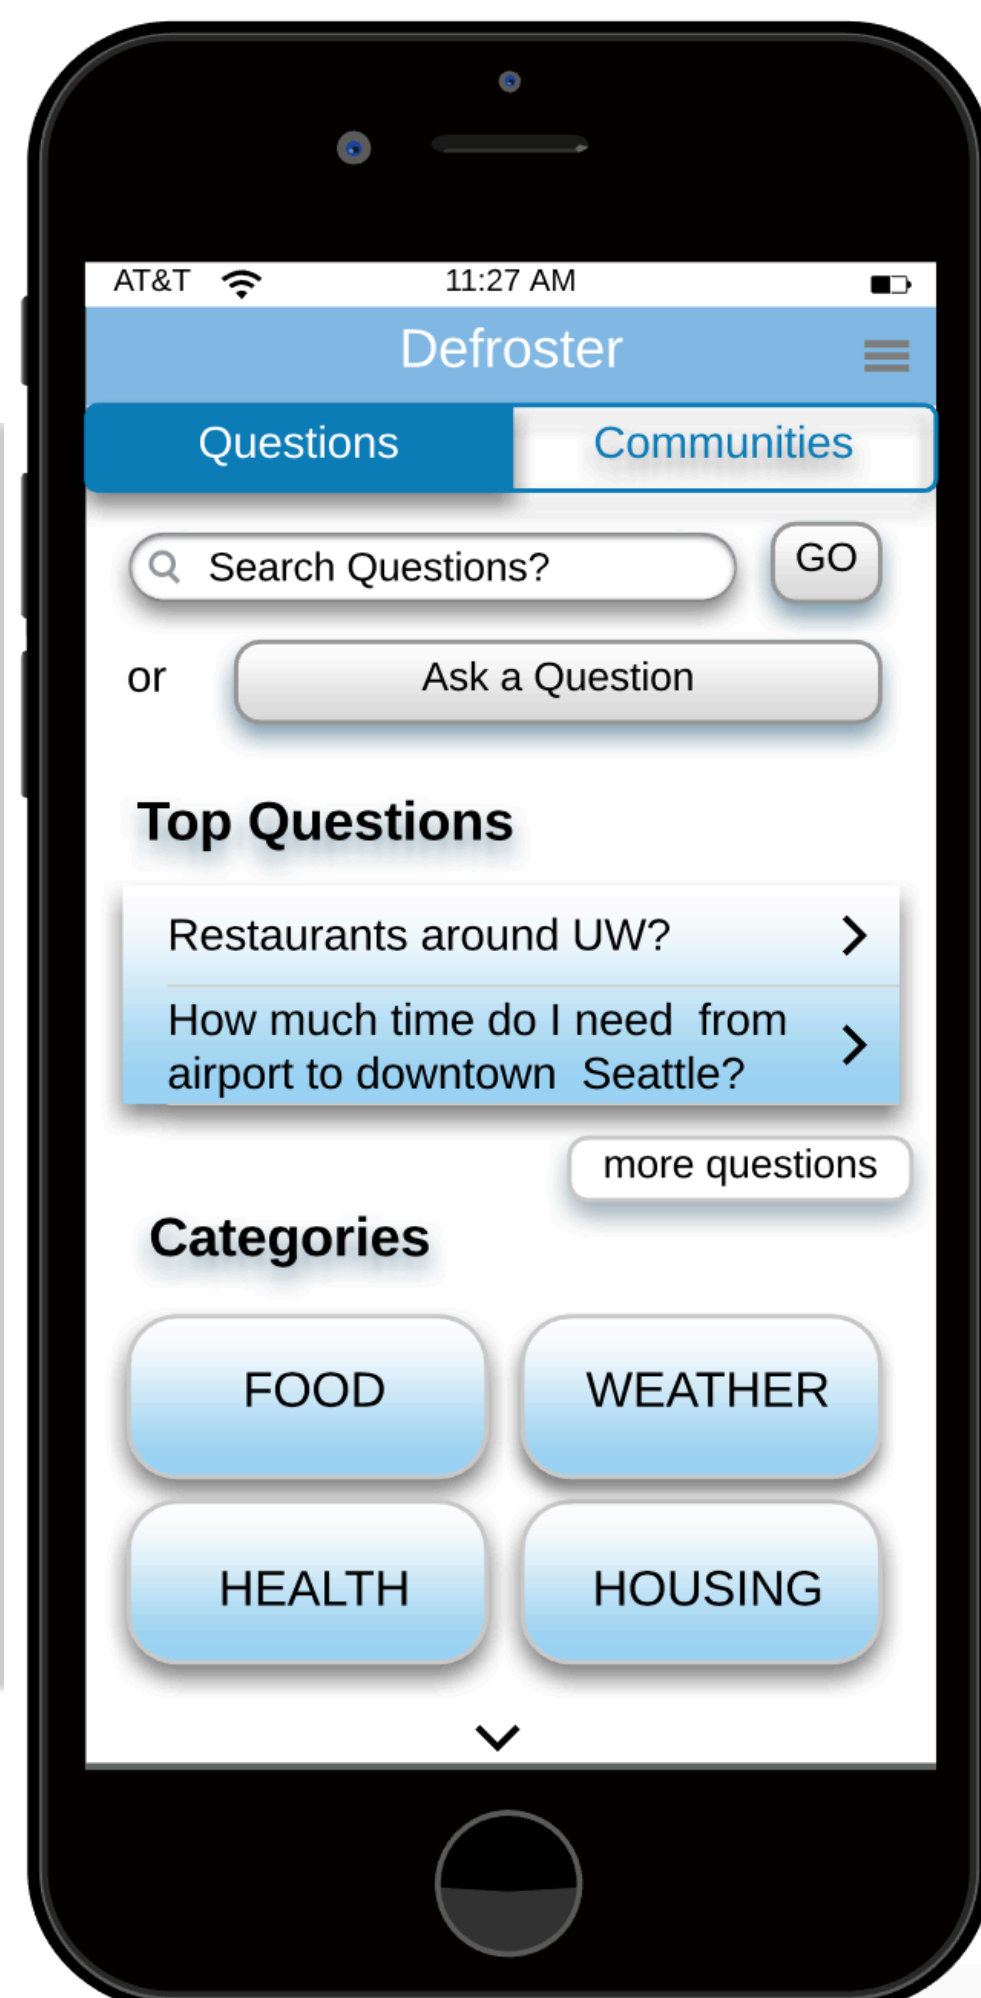 AT&T 11:27 AM
Defroster
Questions Communities
Search Questions? GO
or Ask a Question
Top Questions
Restaurants around UW?
How much time do I need from
airport to downtown Seattle?
more questions
Categories
FOOD WEATHER
HEALTH HOUSING